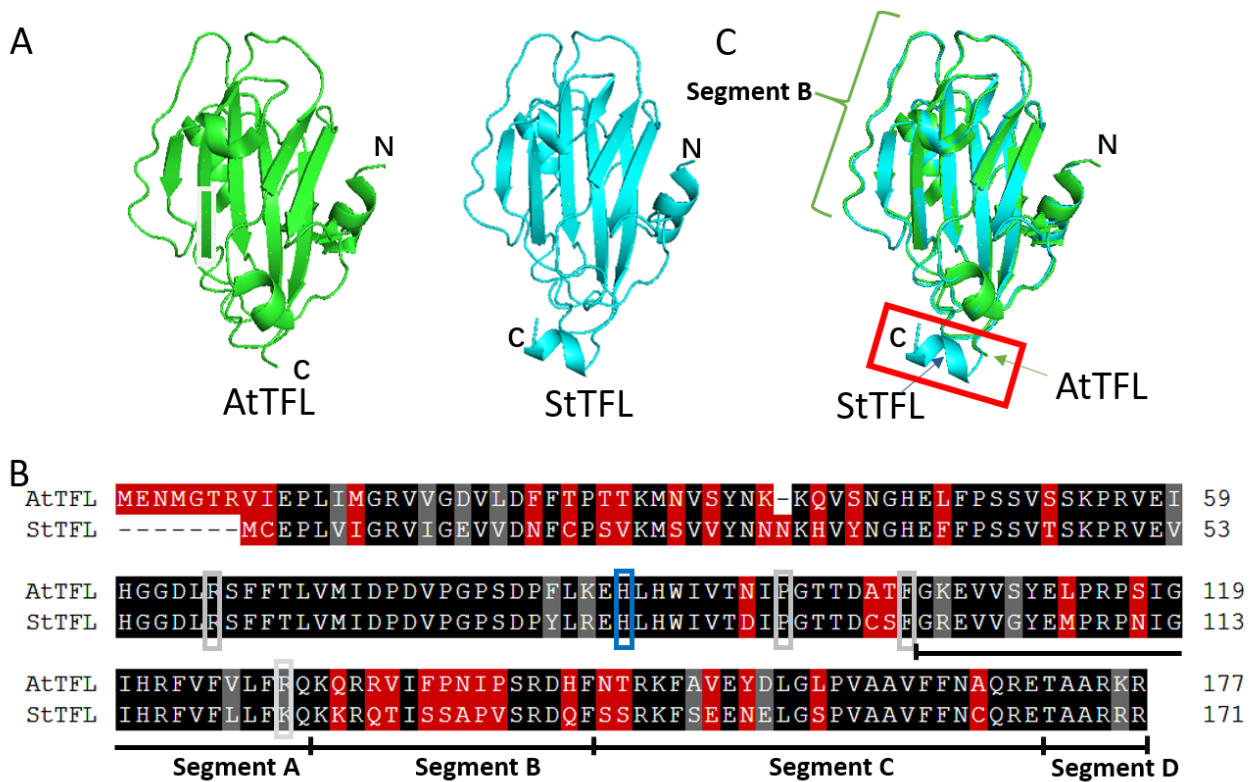 A
C
Segment B
N
N
N
C
C
C
AtTFL
StTFL
StTFL
AtTFL
B
AtTFL MENMGTRVIEPLIMGRVVGDVLDFFTPTTKMNVSYNK-KQVSNGHELFPSSVSSKPRVEI 59
StTFL -------MCEPLVIGRVIGEVVDNFCPSVKMSVVYNNNKHVYNGHEFFPSSVTSKPRVEV 53
AtTFL HGGDLRSFFTLVMIDPDVPGPSDPFLKEHLHWIVTNIPGTTDATFGKEVVSYELPRPSIG 119
StTFL HGGDLRSFFTLVMIDPDVPGPSDPYLREHLHWIVTDIPGTTDCSFGREVVGYEMPRPNIG 113
AtTFL IHRFVFVLFRQKQRRVIFPNIPSRDHFNTRKFAVEYDLGLPVAAVFFNAQRETAARKR 177
StTFL IHRFVFLLFKQKKRQTISSAPVSRDQFSSRKFSEENELGSPVAAVFFNCQRETAARRR 171
Segment A Segment B Segment C Segment D